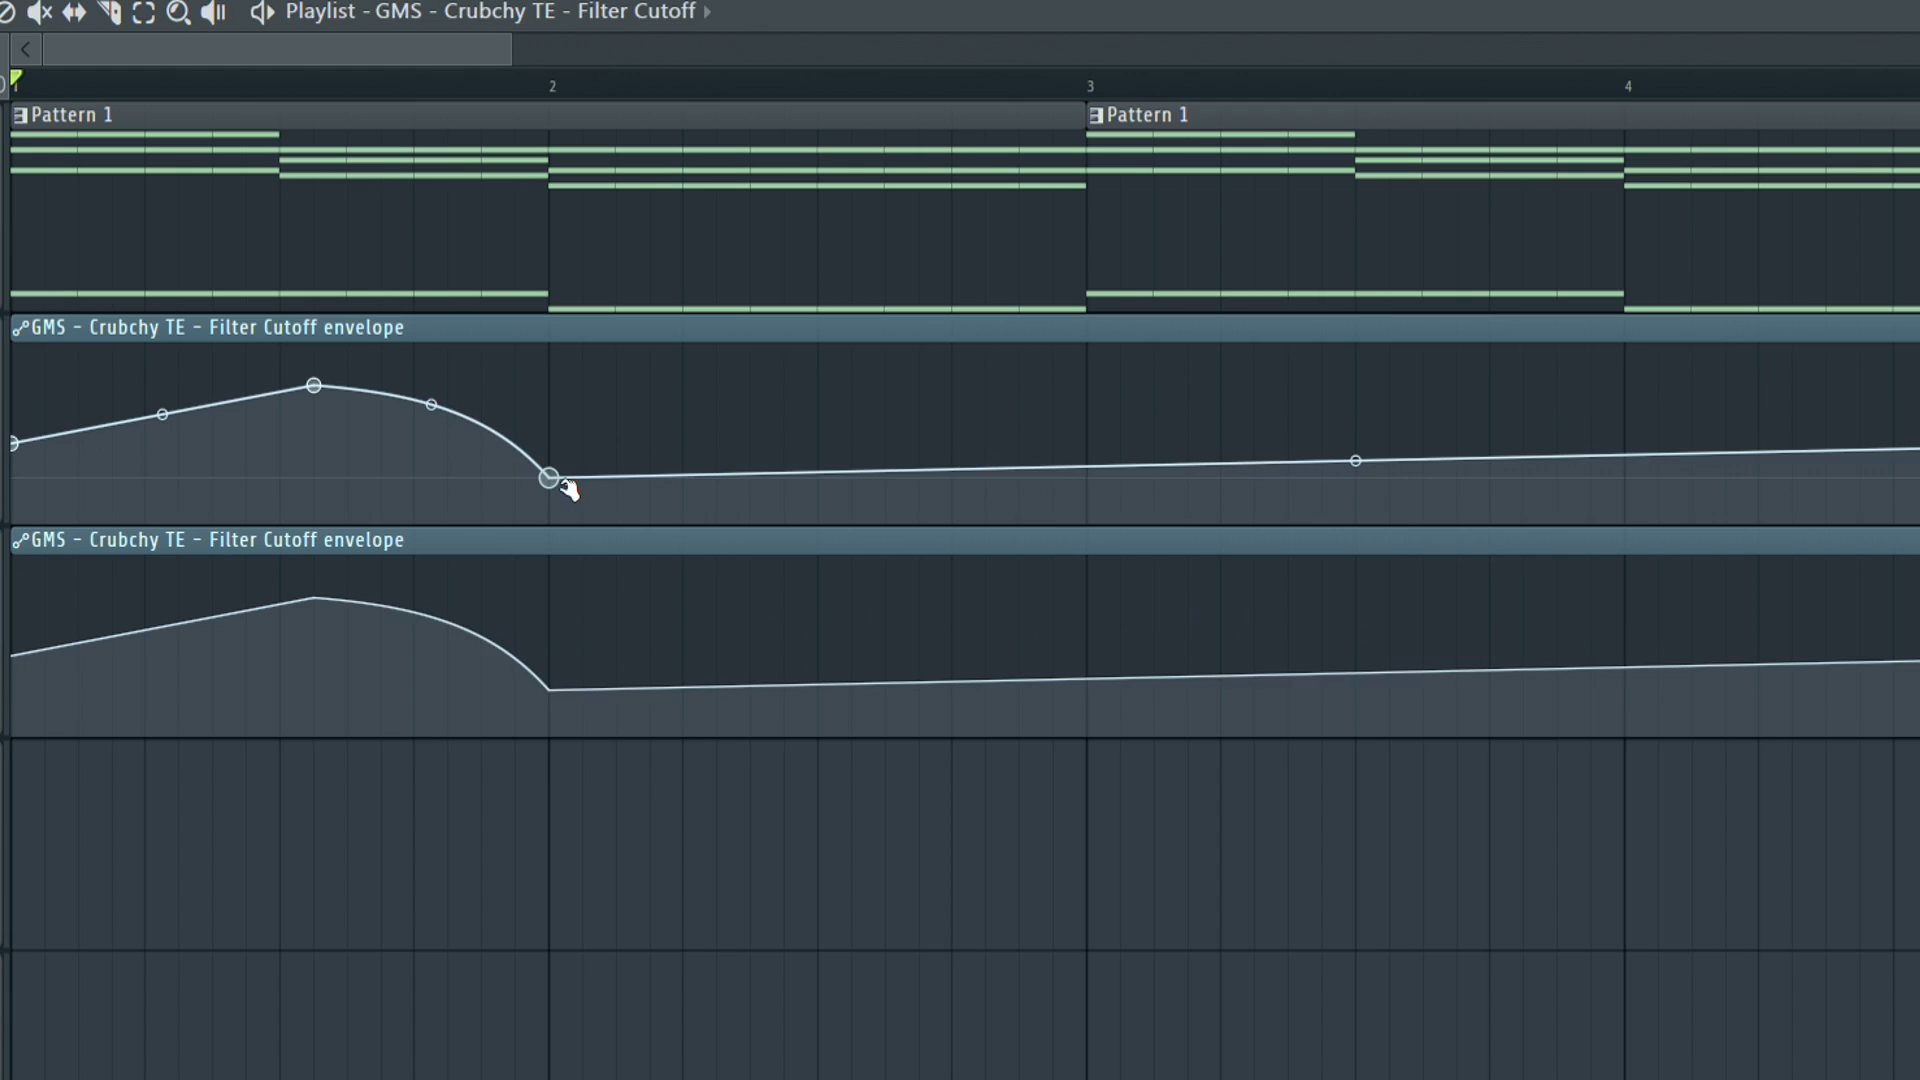 Playlist - GMS - Crubchy TE - Filter Cutoff
1 2 3 4
Pattern 1 Pattern 1
GMS - Crubchy TE - Filter Cutoff envelope
GMS - Crubchy TE - Filter Cutoff envelope